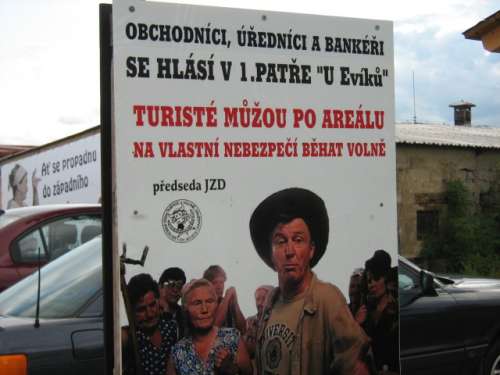 OBCHODNÍCI, ÚŘEDNÍCI A BANKÉŘI
SE HLÁSÍ V 1.PATŘE "U Evíků"
TURISTÉ MŮŽOU PO AREÁLU
NA VLASTNÍ NEBEZPEČÍ BĚHAT VOLNĚ
předseda JZD
UNIVERSITY
Ať se propadnu
do západního